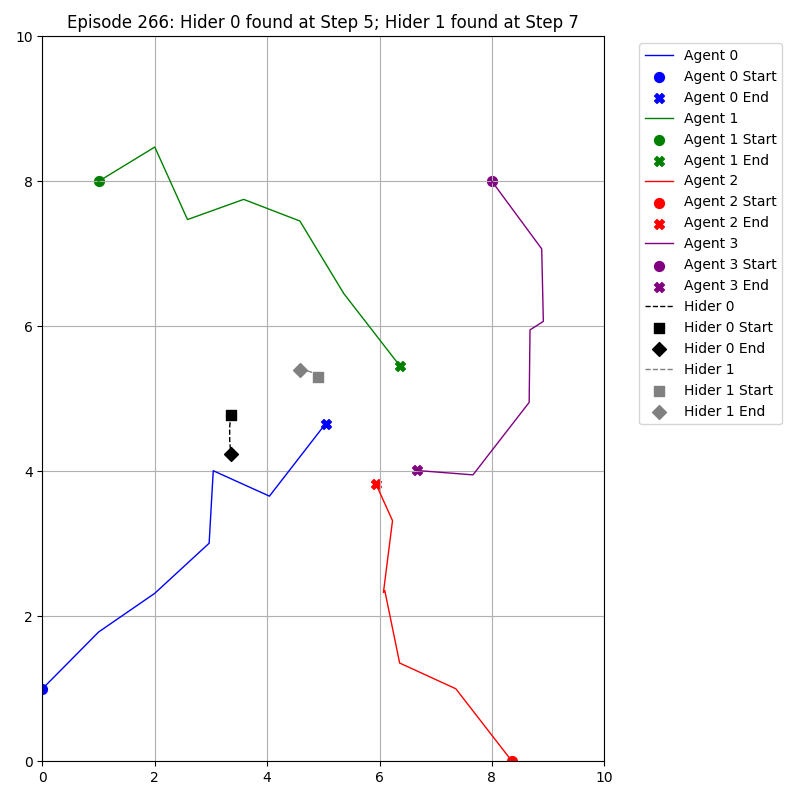 Episode 266: Hider 0 found at Step 5; Hider 1 found at Step 7
10
8
6
4
2
0
0 2 4 6 8 10
Agent 0
Agent 0 Start
Agent 0 End
Agent 1
Agent 1 Start
Agent 1 End
Agent 2
Agent 2 Start
Agent 2 End
Agent 3
Agent 3 Start
Agent 3 End
Hider 0
Hider 0 Start
Hider 0 End
Hider 1
Hider 1 Start
Hider 1 End